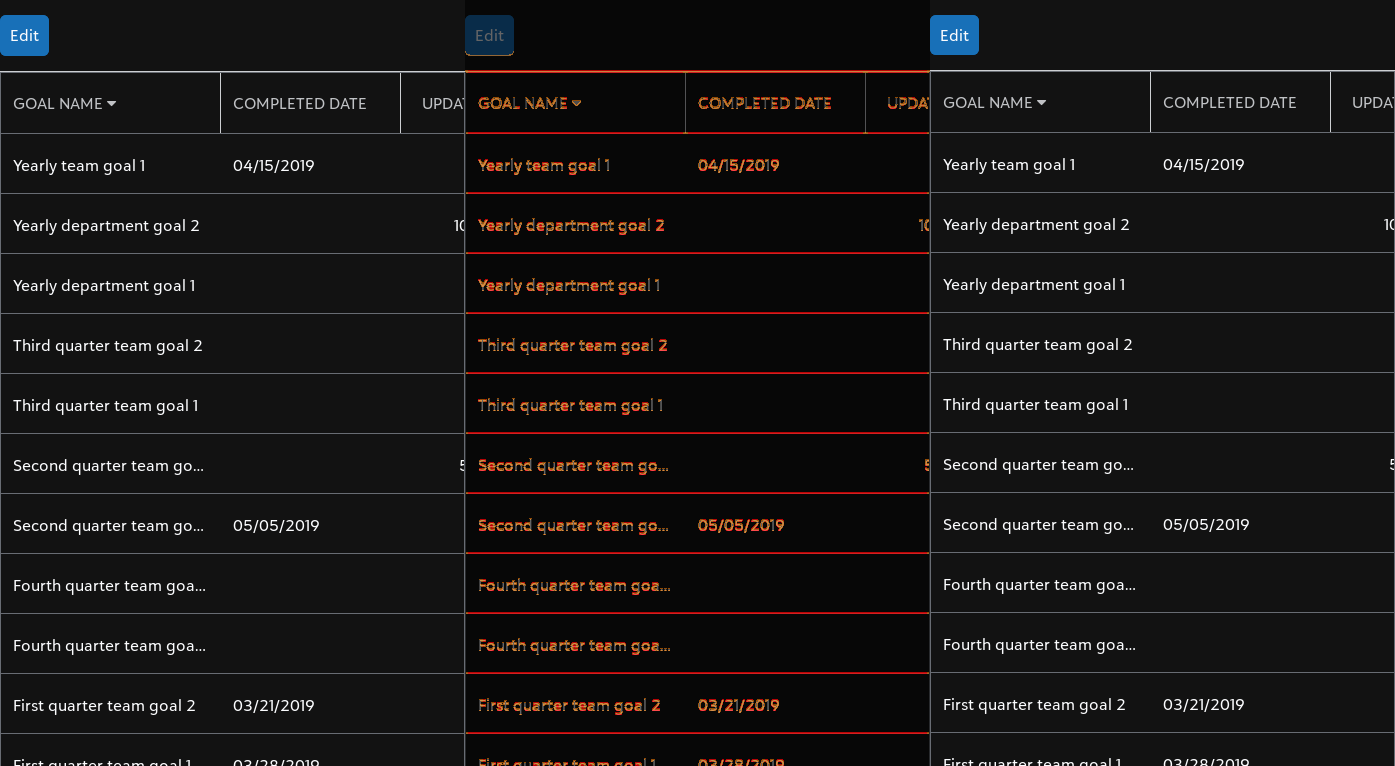 Edit Edit Edit
GOAL NAME COMPLETED DATE UPDA GOAL NAME COMPLETED DATE UPDA GOAL NAME COMPLETED DATE UPDA
Yearly team goal 1 04/15/2019 Yearly team goal 1 04/15/2019 Yearly team goal 1 04/15/2019
Yearly department goal 2 10 Yearly department goal 2 10 Yearly department goal 2 10
Yearly department goal 1 Yearly department goal 1 Yearly department goal 1
Third quarter team goal 2 Third quarter team goal 2 Third quarter team goal 2
Third quarter team goal 1 Third quarter team goal 1 Third quarter team goal 1
Second quarter team go... 5 Second quarter team go... 5 Second quarter team go... 5
Second quarter team go... 05/05/2019 Second quarter team go... 05/05/2019 Second quarter team go... 05/05/2019
Fourth quarter team goa... Fourth quarter team goa... Fourth quarter team goa...
Fourth quarter team goa... Fourth quarter team goa... Fourth quarter team goa...
First quarter team goal 2 03/21/2019 First quarter team goal 2 03/21/2019 First quarter team goal 2 03/21/2019
First quarter team goal 1 03/28/2019 First quarter team goal 1 03/28/2019 First quarter team goal 1 03/28/2019